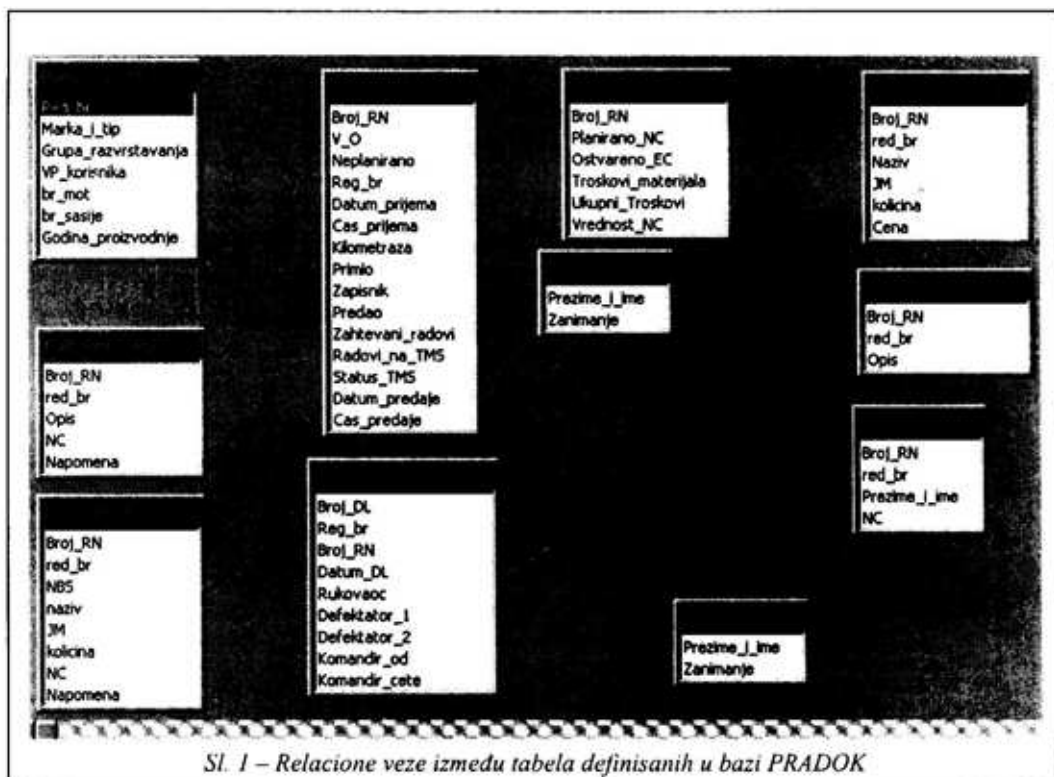 Reg_br
Marka_i_tip
Grupa_razvrstavanja
VP_korisnika
br_mot
br_sasije
Godina_proizvodnje
Broj_RN
red_br
Opis
NC
Napomena
Broj_RN
red_br
NBS
naziv
JM
kolicina
NC
Napomena
Broj_RN
V_O
Neplanirano
Reg_br
Datum_prijema
Cas_prijema
Kilometraza
Primio
Zapisnik
Predao
Zahtevani_radovi
Radovi_na_TMS
Status_TMS
Datum_predaje
Cas_predaje
Broj_DL
Reg_br
Broj_RN
Datum_DL
Rukovaoc
Defektator_1
Defektator_2
Komandir_od
Komandir_cete
Broj_RN
Planirano_NC
Ostvareno_EC
Troskovi_materijala
Ukupni_Troskovi
Vrednost_NC
Prezime_i_ime
Zanimanje
Prezime_i_ime
Zanimanje
Broj_RN
red_br
Naziv
JM
kolicina
Cena
Broj_RN
red_br
Opis
Broj_RN
red_br
Prezime_i_ime
NC
Sl. 1 – Relacione veze između tabela definisanih u bazi PRADOK